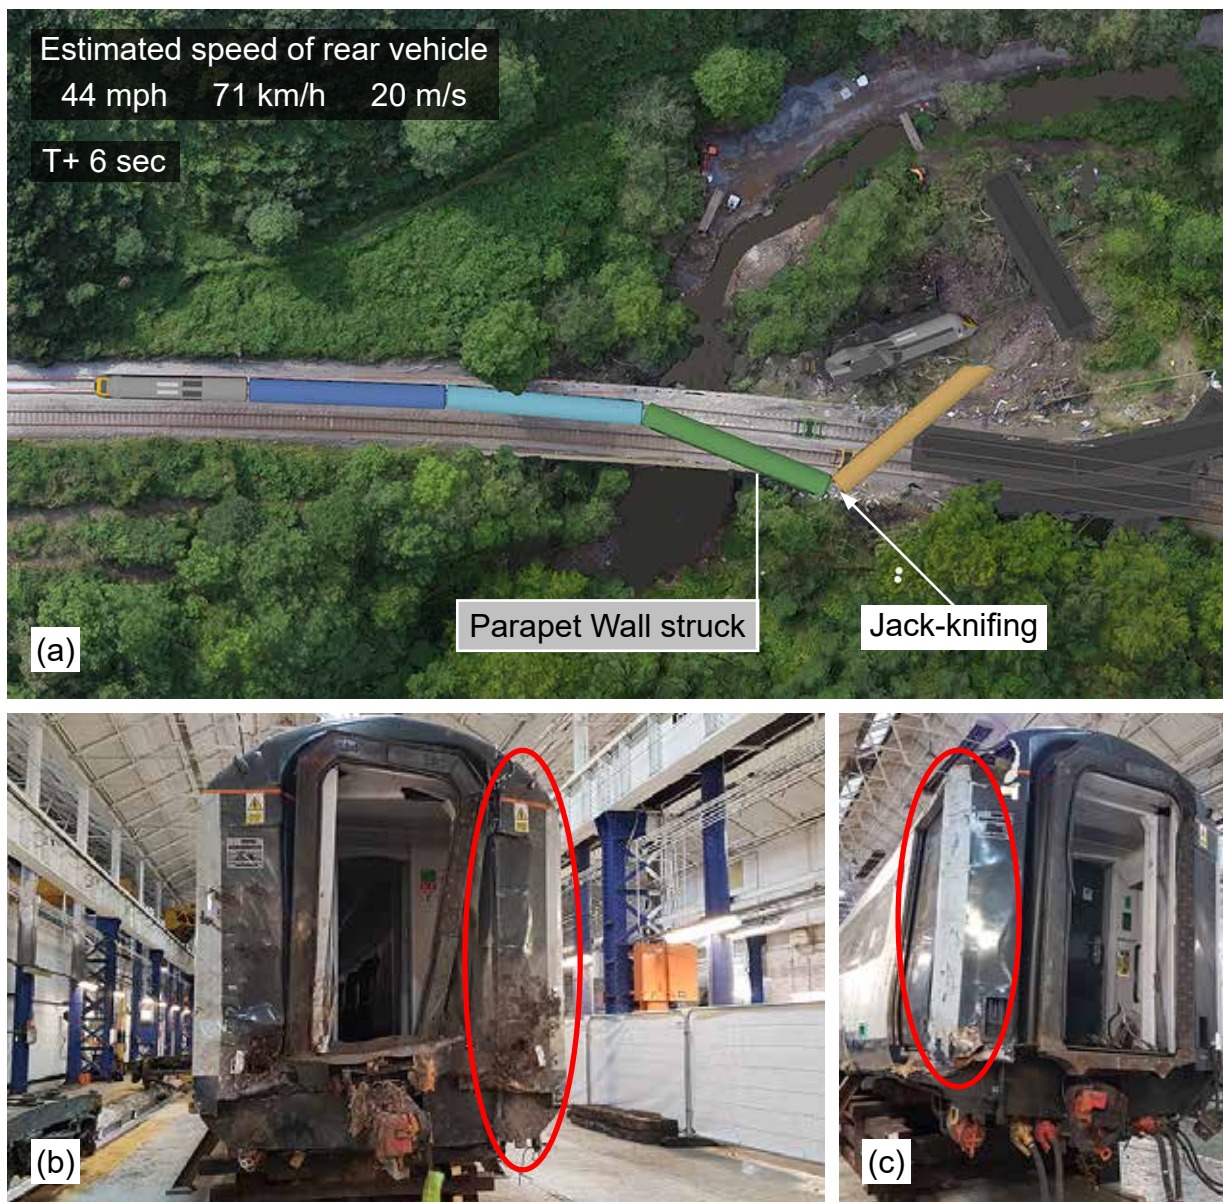 Estimated speed of rear vehicle
44 mph 71 km/h 20 m/s
T+ 6 sec
Parapet Wall struck
Jack-knifing
(a)
(b)
(c)